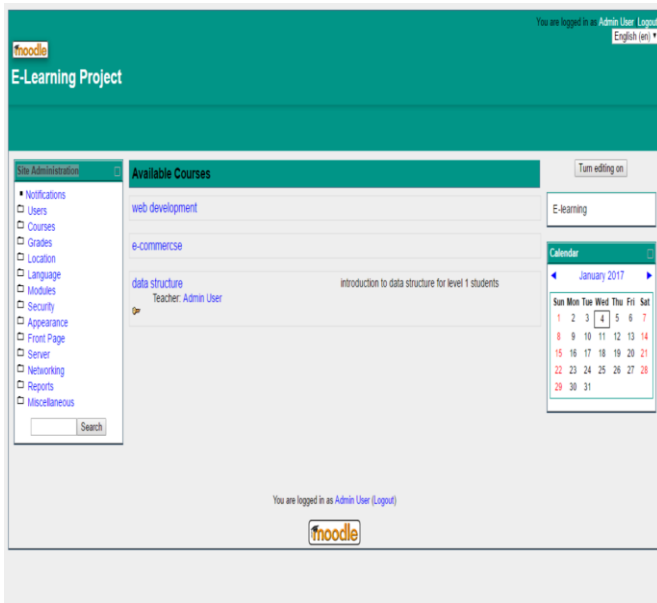 You are logged in as Admin User Logout
English (en)
moodle
E-Learning Project
Site Administration
Notifications
Users
Courses
Grades
Location
Language
Modules
Security
Appearance
Front Page
Server
Networking
Reports
Miscellaneous
Search
Available Courses
web development
e-commercse
data structure
introduction to data structure for level 1 students
Teacher: Admin User
Turn editing on
E-learning
Calendar
January 2017
Sun Mon Tue Wed Thu Fri Sat
1 2 3 4 5 6 7
8 9 10 11 12 13 14
15 16 17 18 19 20 21
22 23 24 25 26 27 28
29 30 31
You are logged in as Admin User (Logout)
moodle